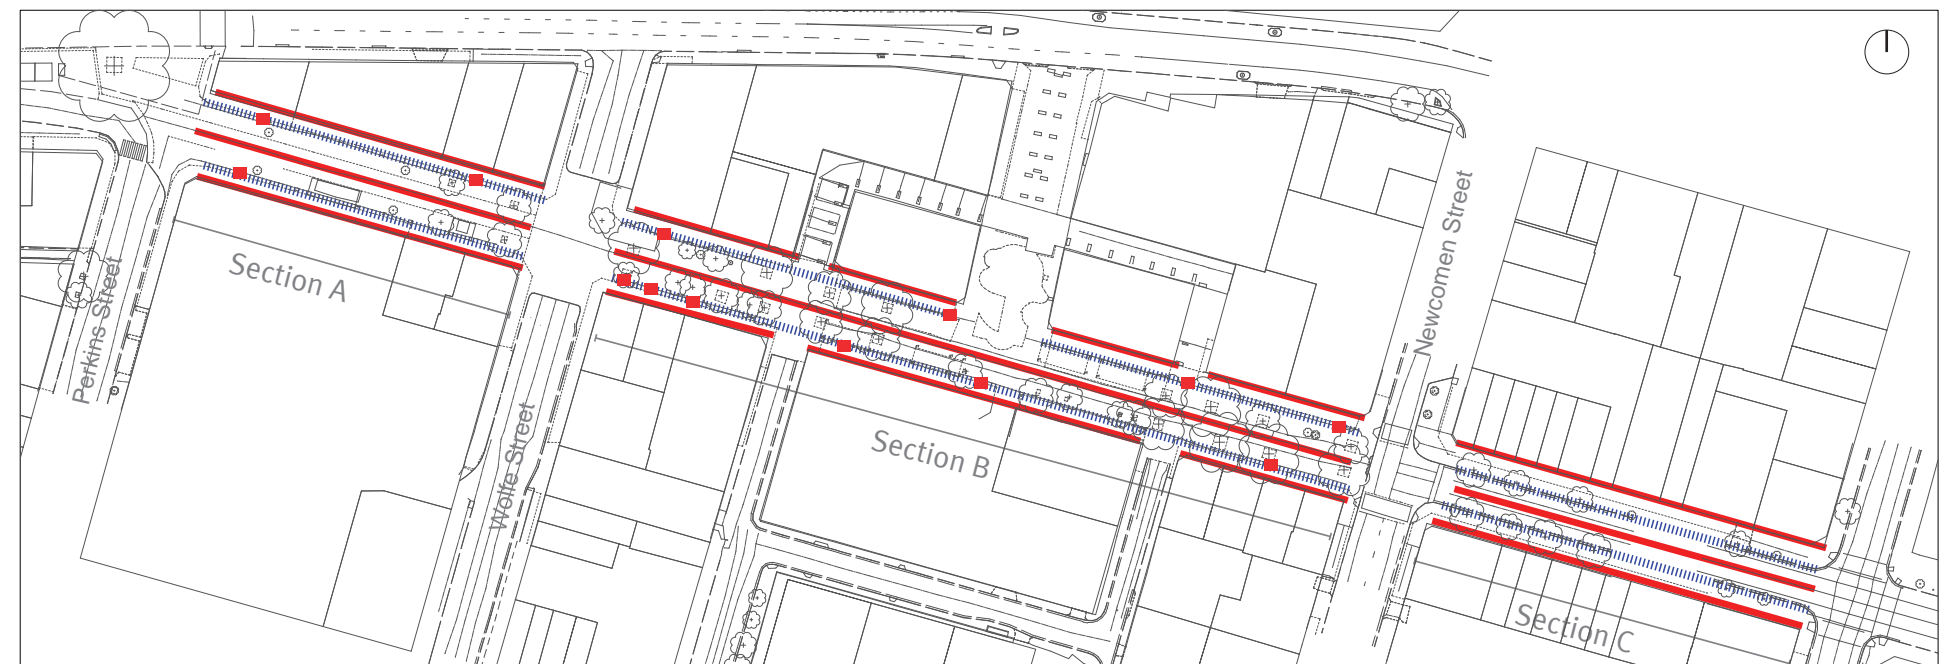 Section A
Perkins Street
Wolfe Street
Section B
Newcomen Street
Section C